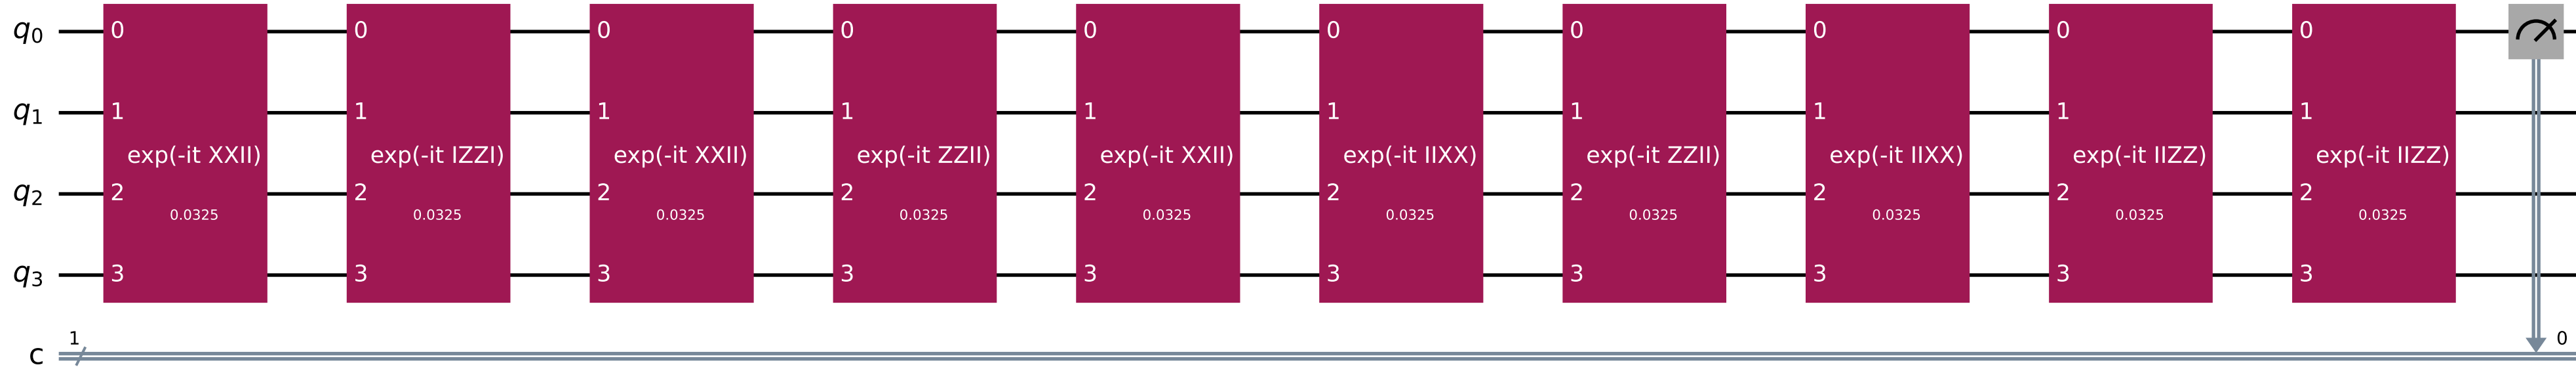 q0 0 0 0 0 0 0 0 0 0 0
q1 1 1 1 1 1 1 1 1 1 1
exp(-it XXII) exp(-it IZZI) exp(-it XXII) exp(-it ZZII) exp(-it XXII) exp(-it IIXX) exp(-it ZZII) exp(-it IIXX) exp(-it IIZZ) exp(-it IIZZ)
q2 2 2 2 2 2 2 2 2 2 2
0.0325 0.0325 0.0325 0.0325 0.0325 0.0325 0.0325 0.0325 0.0325 0.0325
q3 3 3 3 3 3 3 3 3 3 3
1 0
c